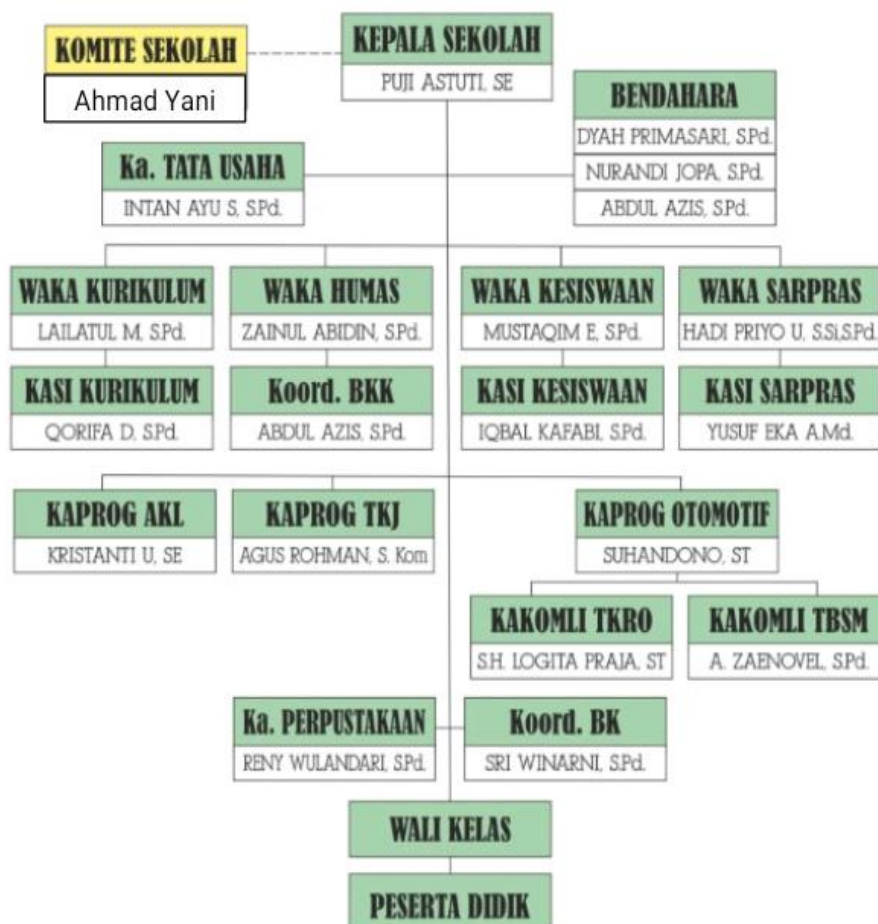 KOMITE SEKOLAH
Ahmad Yani
KEPALA SEKOLAH
PUJI ASTUTI, SE
BENDAHARA
DYAH PRIMASARI, S.Pd.
NURANDI JOPA, S.Pd.
ABDUL AZIS, S.Pd.
Ka. TATA USAHA
INTAN AYU S, S.Pd.
WAKA KURIKULUM
LAILATUL M, S.Pd.
WAKA HUMAS
ZAINUL ABIDIN, S.Pd.
WAKA KESISWAAN
MUSTAQIM E, S.Pd.
WAKA SARPRAS
HADI PRIYO U, S.Si,S.Pd.
KASI KURIKULUM
QORIFA D, S.Pd.
Koord. BKK
ABDUL AZIS, S.Pd.
KASI KESISWAAN
IQBAL KAFABI, S.Pd.
KASI SARPRAS
YUSUF EKA A.Md.
KAPROG AKL
KRISTANTI U, SE
KAPROG TKJ
AGUS ROHMAN, S. Kom
KAPROG OTOMOTIF
SUHANDONO, ST
KAKOMLI TKRO
S.H. LOGITA PRAJA, ST
KAKOMLI TBSM
A. ZAENOVEL, S.Pd.
Ka. PERPUSTAKAAN
RENY WULANDARI, S.Pd.
Koord. BK
SRI WINARNI, S.Pd.
WALI KELAS
PESERTA DIDIK